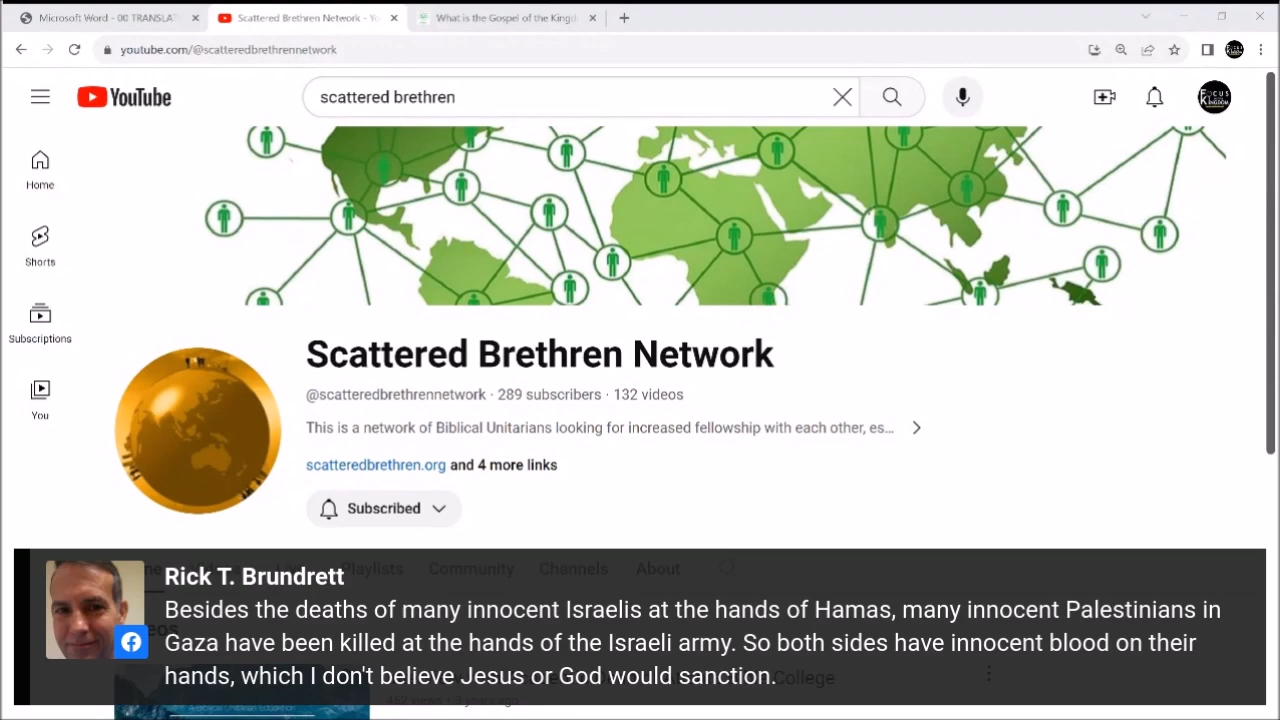 Microsoft Word - 00 TRANSLAT
Scattered Brethren Network - Yo
What is the Gospel of the Kingd
youtube.com/@scatteredbrethrennetwork
YouTube
scattered brethren
FOCUS
KINGDOM
Home
Shorts
Subscriptions
You
Scattered Brethren Network
@scatteredbrethrennetwork · 289 subscribers · 132 videos
This is a network of Biblical Unitarians looking for increased fellowship with each other, es...
scatteredbrethren.org and 4 more links
Subscribed
Playlists Community Channels About
Rick T. Brundrett
Besides the deaths of many innocent Israelis at the hands of Hamas, many innocent Palestinians in
Gaza have been killed at the hands of the Israeli army. So both sides have innocent blood on their
hands, which I don't believe Jesus or God would sanction.
College